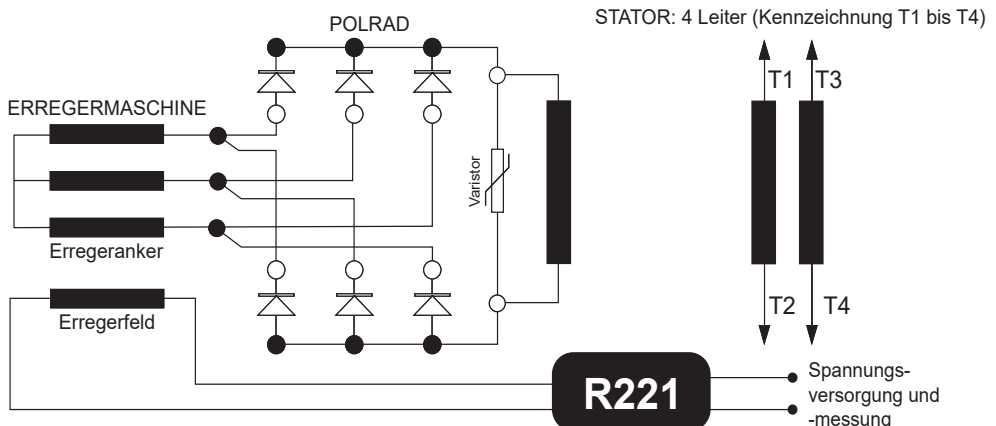 POLRAD
STATOR: 4 Leiter (Kennzeichnung T1 bis T4)
ERREGERMASCHINE
T1
T3
Varistor
Erregeranker
Erregerfeld
T2
T4
R221
Spannungs-
versorgung und
-messung